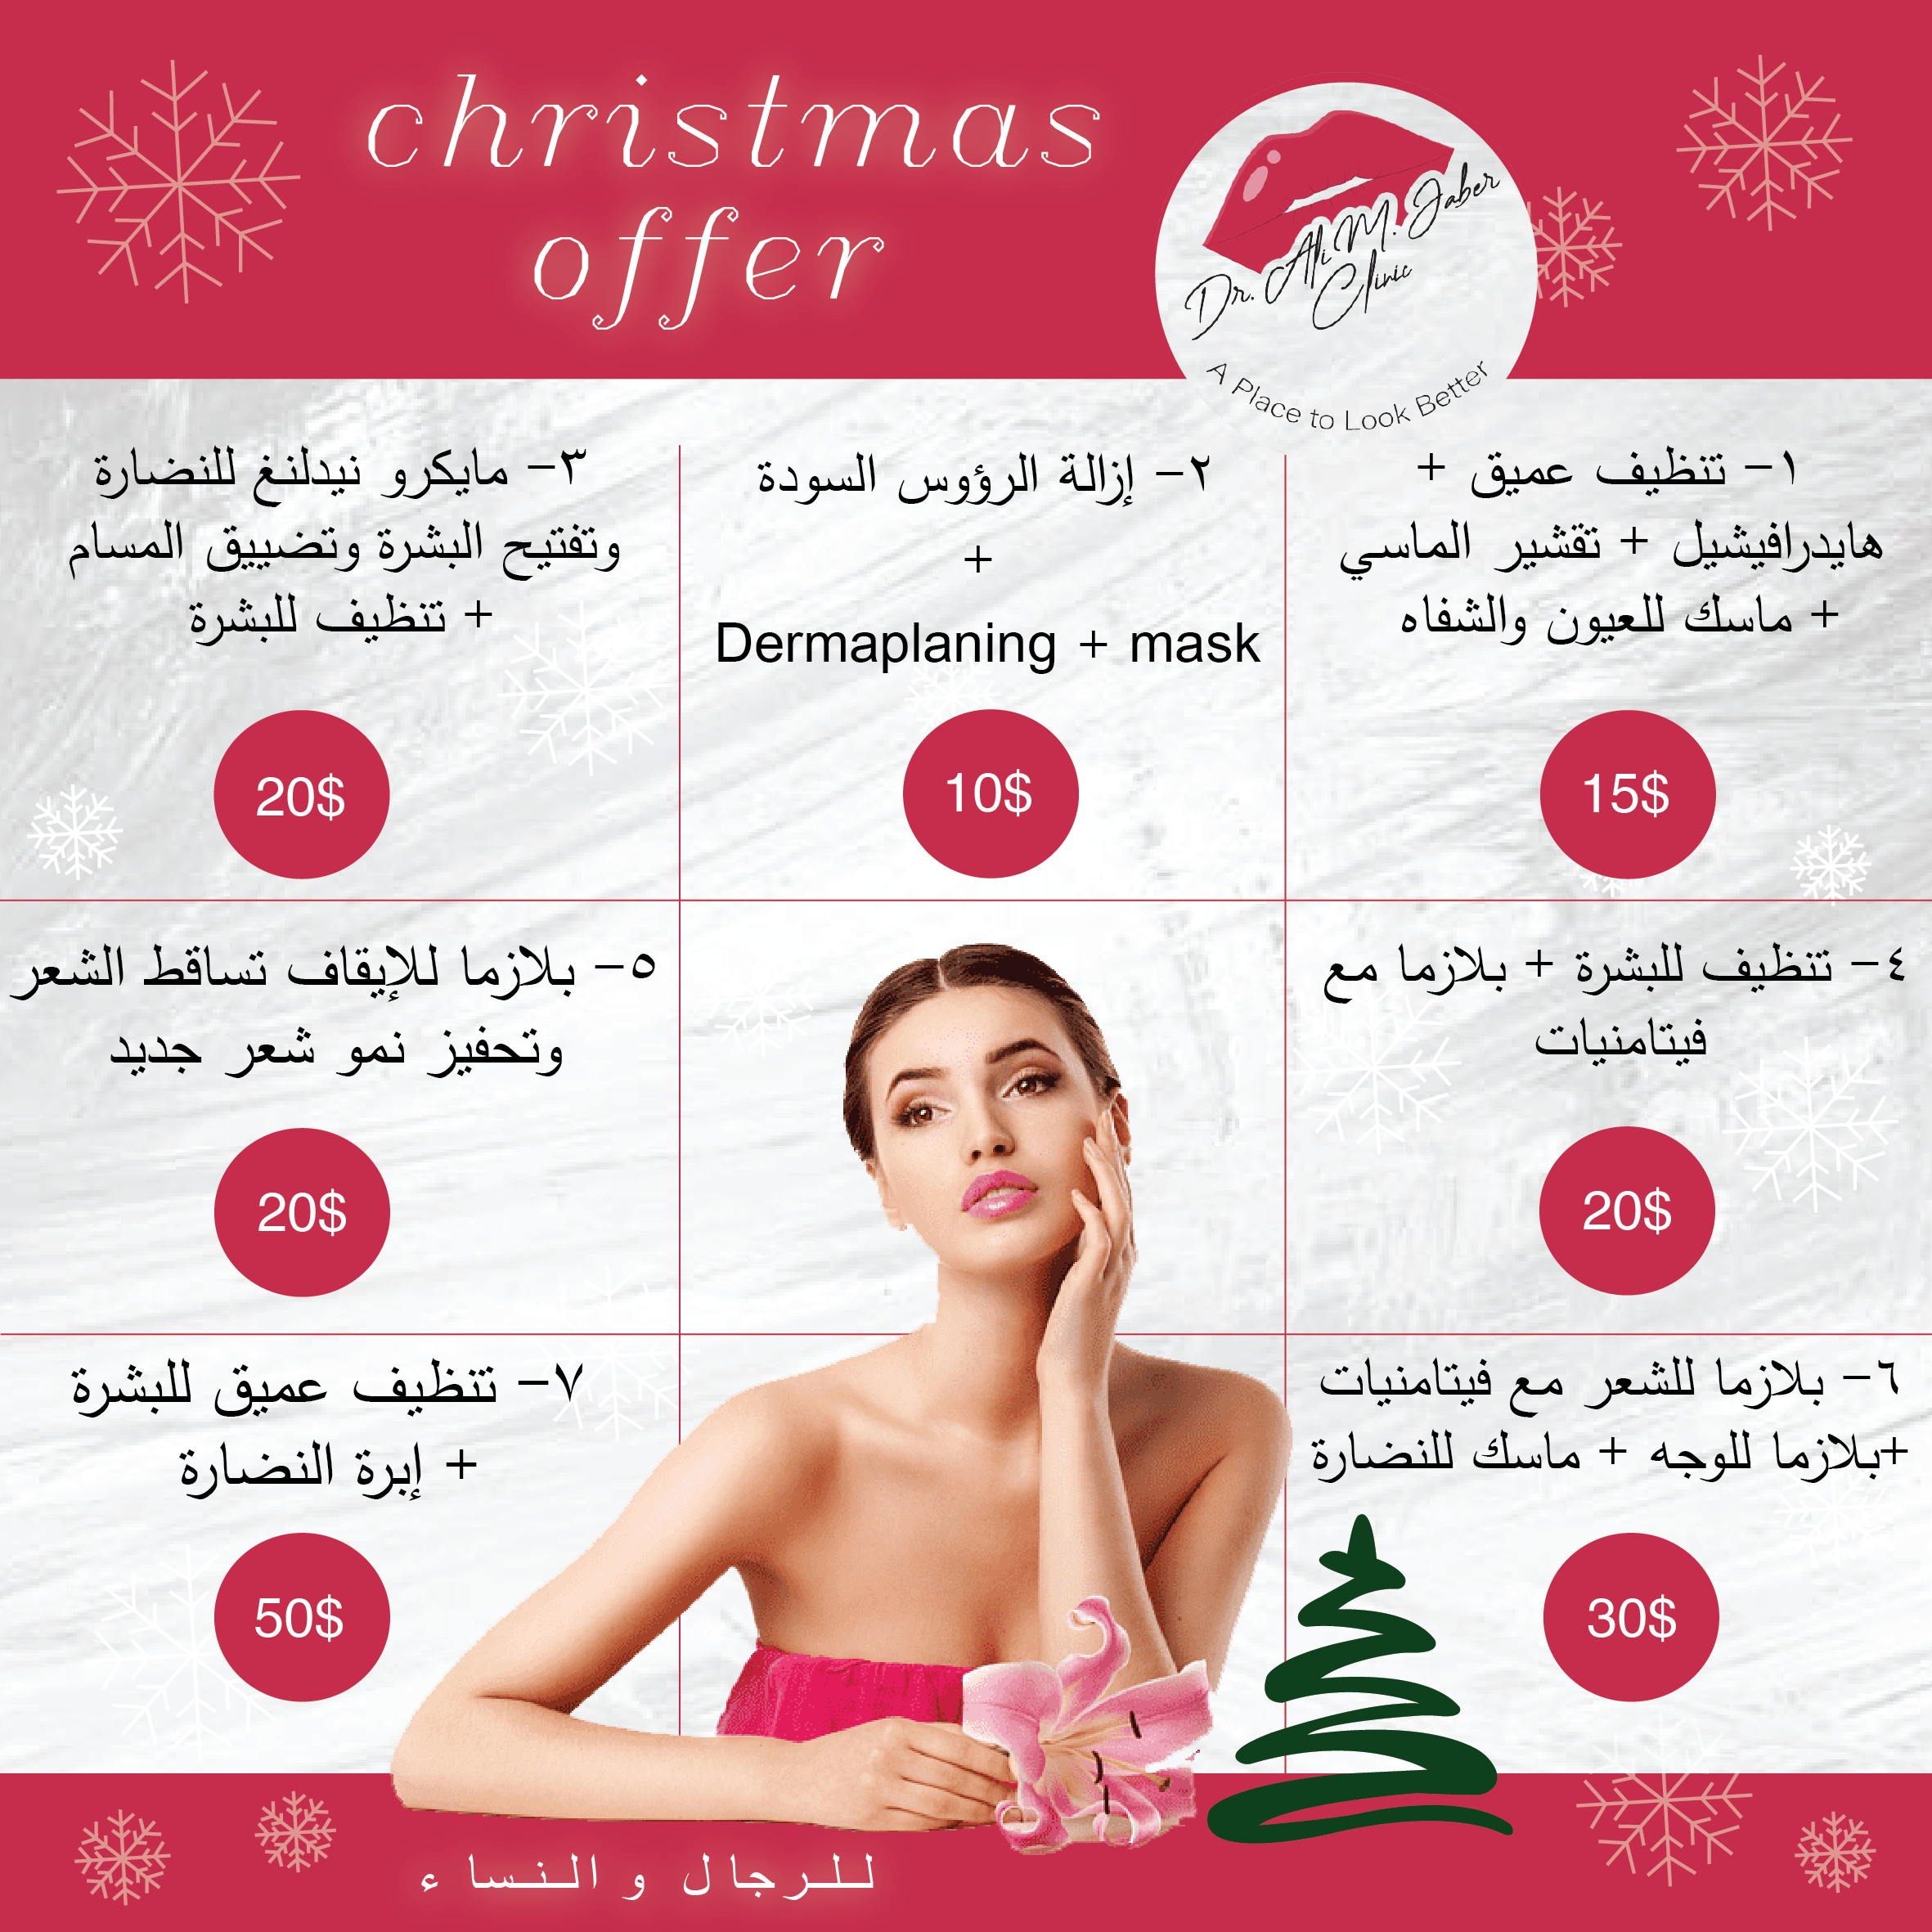 christmas
offer
Dr. Ali M. Jaber
Clinic
A Place to Look Better
١- تنظيف عميق +
هايدرافيشيل + تقشير الماسي
+ ماسك للعيون والشفاه
15$
٢- إزالة الرؤوس السودة
+
Dermaplaning + mask
10$
٣- مايكرو نيدلنغ للنضارة
وتفتيح البشرة وتضييق المسام
+ تنظيف للبشرة
20$
٤- تنظيف للبشرة + بلازما مع
فيتامنيات
20$
٥- بلازما للإيقاف تساقط الشعر
وتحفيز نمو شعر جديد
20$
٦- بلازما للشعر مع فيتامنيات
+بلازما للوجه + ماسك للنضارة
30$
٧- تنظيف عميق للبشرة
+ إبرة النضارة
50$
للرجال والنساء